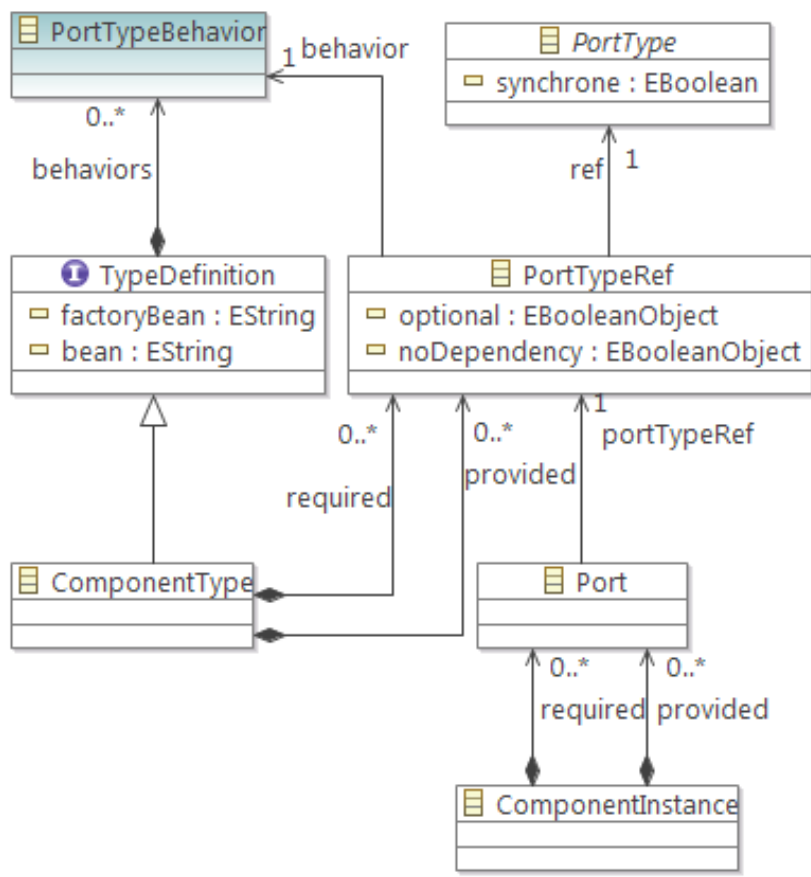 PortTypeBehavior
1
behavior
PortType
synchrone : EBoolean
0..*
behaviors
ref
1
I
TypeDefinition
factoryBean : EString
bean : EString
PortTypeRef
optional : EBooleanObject
noDependency : EBooleanObject
0..*
required
0..*
provided
1
portTypeRef
ComponentType
Port
0..*
required
0..*
provided
ComponentInstance